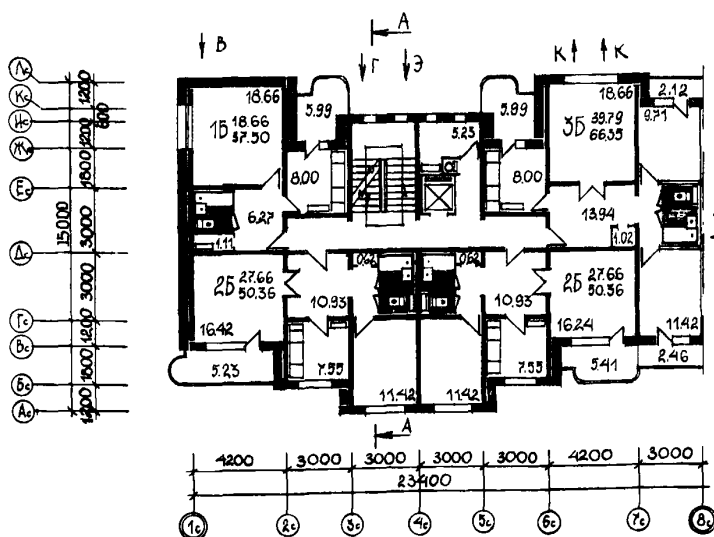 А
В
Г
Э
К К
Лс
Кс
Нс
Жс
Ес
Дс
Гс
Вс
Бс
Ас
1200
600
1200
1800
3000
3000
1200
1800
1200
15000
18.66
1Б 18.66
37.50
5.99
8.00
6.27
1.11
5.23
5.89
8.00
18.66
3Б 39.79
66.35
2.12
9.71
13.94
1.02
2Б 27.66
50.36
16.42
5.23
10.93
7.55
0.62
0.62
11.42
11.42
10.93
7.55
2Б 27.66
50.36
16.24
5.41
11.42
2.46
А
4200 3000 3000 3000 3000 4200 3000
23400
1с 2с 3с 4с 5с 6с 7с 8с